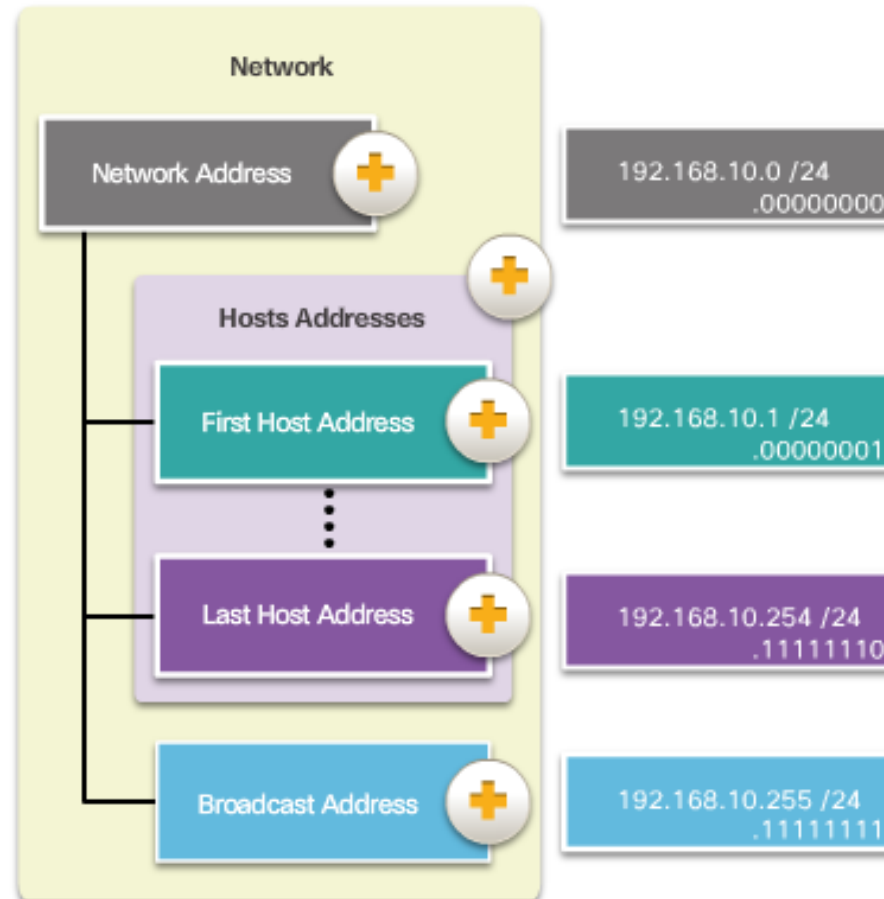 Network
Network Address
192.168.10.0 /24
.00000000
Hosts Addresses
First Host Address
192.168.10.1 /24
.00000001
Last Host Address
192.168.10.254 /24
.11111110
Broadcast Address
192.168.10.255 /24
.11111111